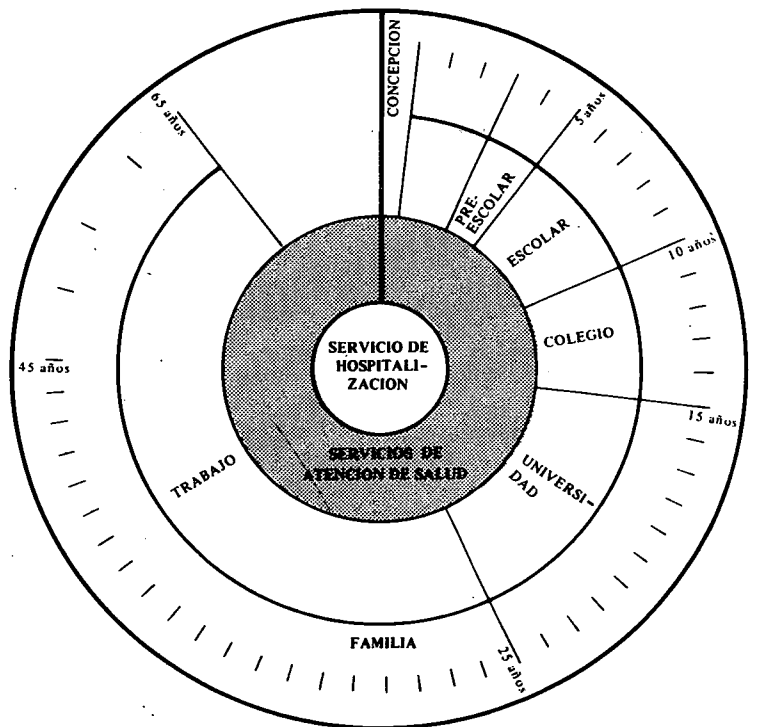 CONCEPCION
5 años
PRE-
ESCOLAR
ESCOLAR
10 años
COLEGIO
15 años
UNIVERSI-
DAD
25 años
FAMILIA
TRABAJO
45 años
65 años
SERVICIO DE
HOSPITALI-
ZACION
SERVICIOS DE
ATENCION DE SALUD